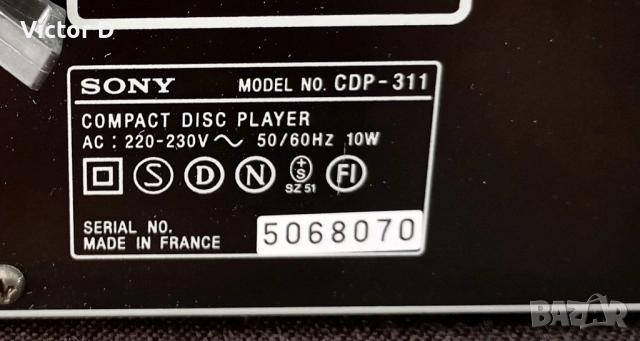 Victor D
SONY MODEL NO. CDP-311
COMPACT DISC PLAYER
AC : 220-230V ~ 50/60Hz 10W
S D N + S FI
SZ 51
SERIAL NO. 5068070
MADE IN FRANCE
BAZAR